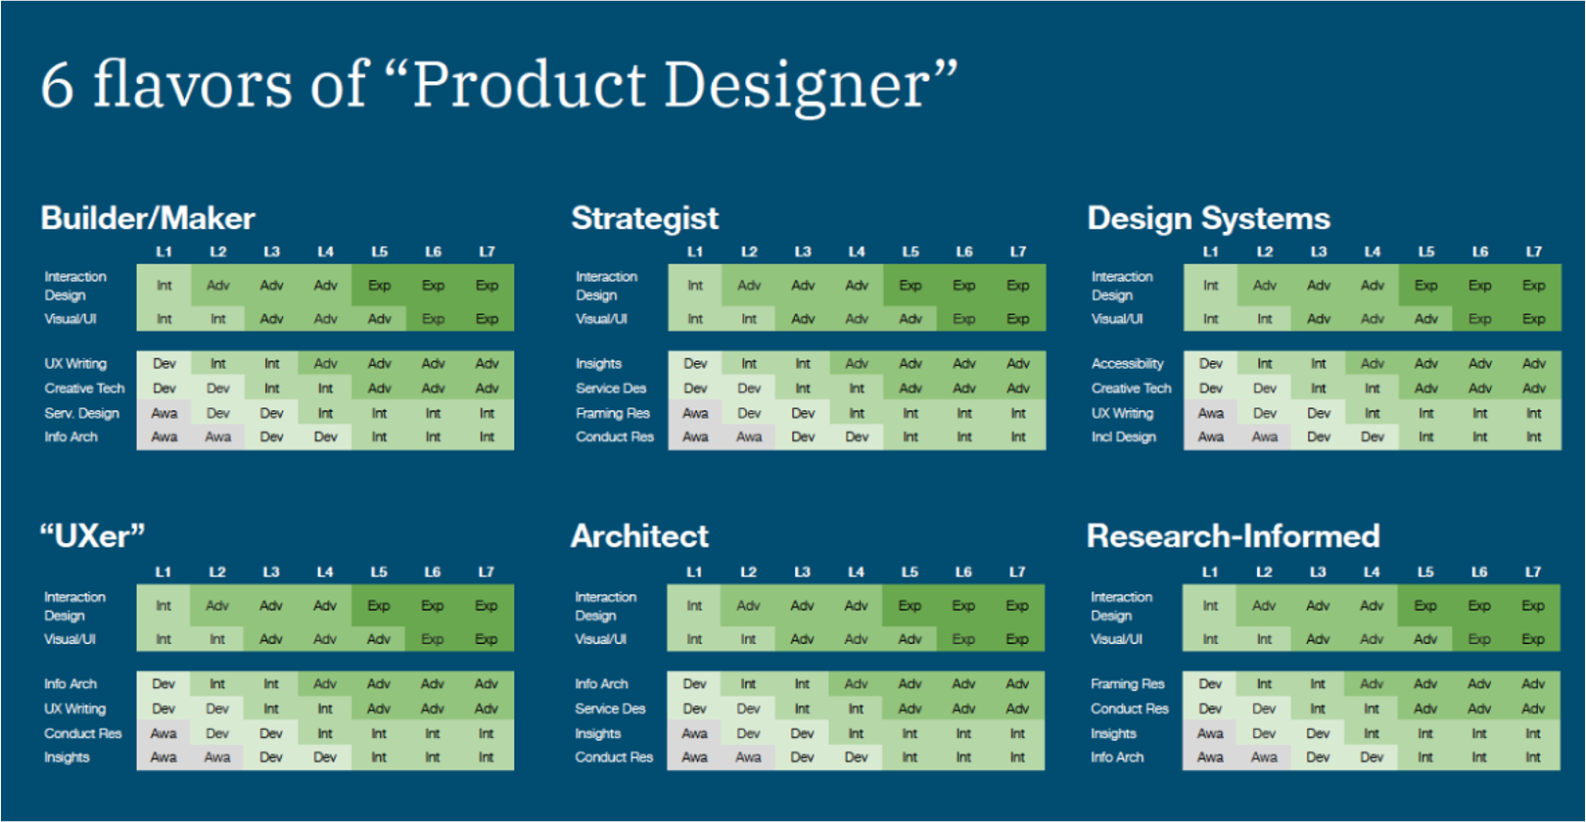 6 flavors of “Product Designer”
Builder/Maker
L1 L2 L3 L4 L5 L6 L7
Interaction
Design
Int Adv Adv Adv Exp Exp Exp
Visual/UI Int Int Adv Adv Adv Exp Exp
UX Writing Dev Int Int Adv Adv Adv Adv
Creative Tech Dev Dev Int Int Adv Adv Adv
Serv. Design Awa Dev Dev Int Int Int Int
Info Arch Awa Awa Dev Dev Int Int Int
Strategist
L1 L2 L3 L4 L5 L6 L7
Interaction
Design
Int Adv Adv Adv Exp Exp Exp
Visual/UI Int Int Adv Adv Adv Exp Exp
Insights Dev Int Int Adv Adv Adv Adv
Service Des Dev Dev Int Int Adv Adv Adv
Framing Res Awa Dev Dev Int Int Int Int
Conduct Res Awa Awa Dev Dev Int Int Int
Design Systems
L1 L2 L3 L4 L5 L6 L7
Interaction
Design
Int Adv Adv Adv Exp Exp Exp
Visual/UI Int Int Adv Adv Adv Exp Exp
Accessibility Dev Int Int Adv Adv Adv Adv
Creative Tech Dev Dev Int Int Adv Adv Adv
UX Writing Awa Dev Dev Int Int Int Int
Incl Design Awa Awa Dev Dev Int Int Int
“UXer”
L1 L2 L3 L4 L5 L6 L7
Interaction
Design
Int Adv Adv Adv Exp Exp Exp
Visual/UI Int Int Adv Adv Adv Exp Exp
Info Arch Dev Int Int Adv Adv Adv Adv
UX Writing Dev Dev Int Int Adv Adv Adv
Conduct Res Awa Dev Dev Int Int Int Int
Insights Awa Awa Dev Dev Int Int Int
Architect
L1 L2 L3 L4 L5 L6 L7
Interaction
Design
Int Adv Adv Adv Exp Exp Exp
Visual/UI Int Int Adv Adv Adv Exp Exp
Info Arch Dev Int Int Adv Adv Adv Adv
Service Des Dev Dev Int Int Adv Adv Adv
Insights Awa Dev Dev Int Int Int Int
Conduct Res Awa Awa Dev Dev Int Int Int
Research-Informed
L1 L2 L3 L4 L5 L6 L7
Interaction
Design
Int Adv Adv Adv Exp Exp Exp
Visual/UI Int Int Adv Adv Adv Exp Exp
Framing Res Dev Int Int Adv Adv Adv Adv
Conduct Res Dev Dev Int Int Adv Adv Adv
Insights Awa Dev Dev Int Int Int Int
Info Arch Awa Awa Dev Dev Int Int Int